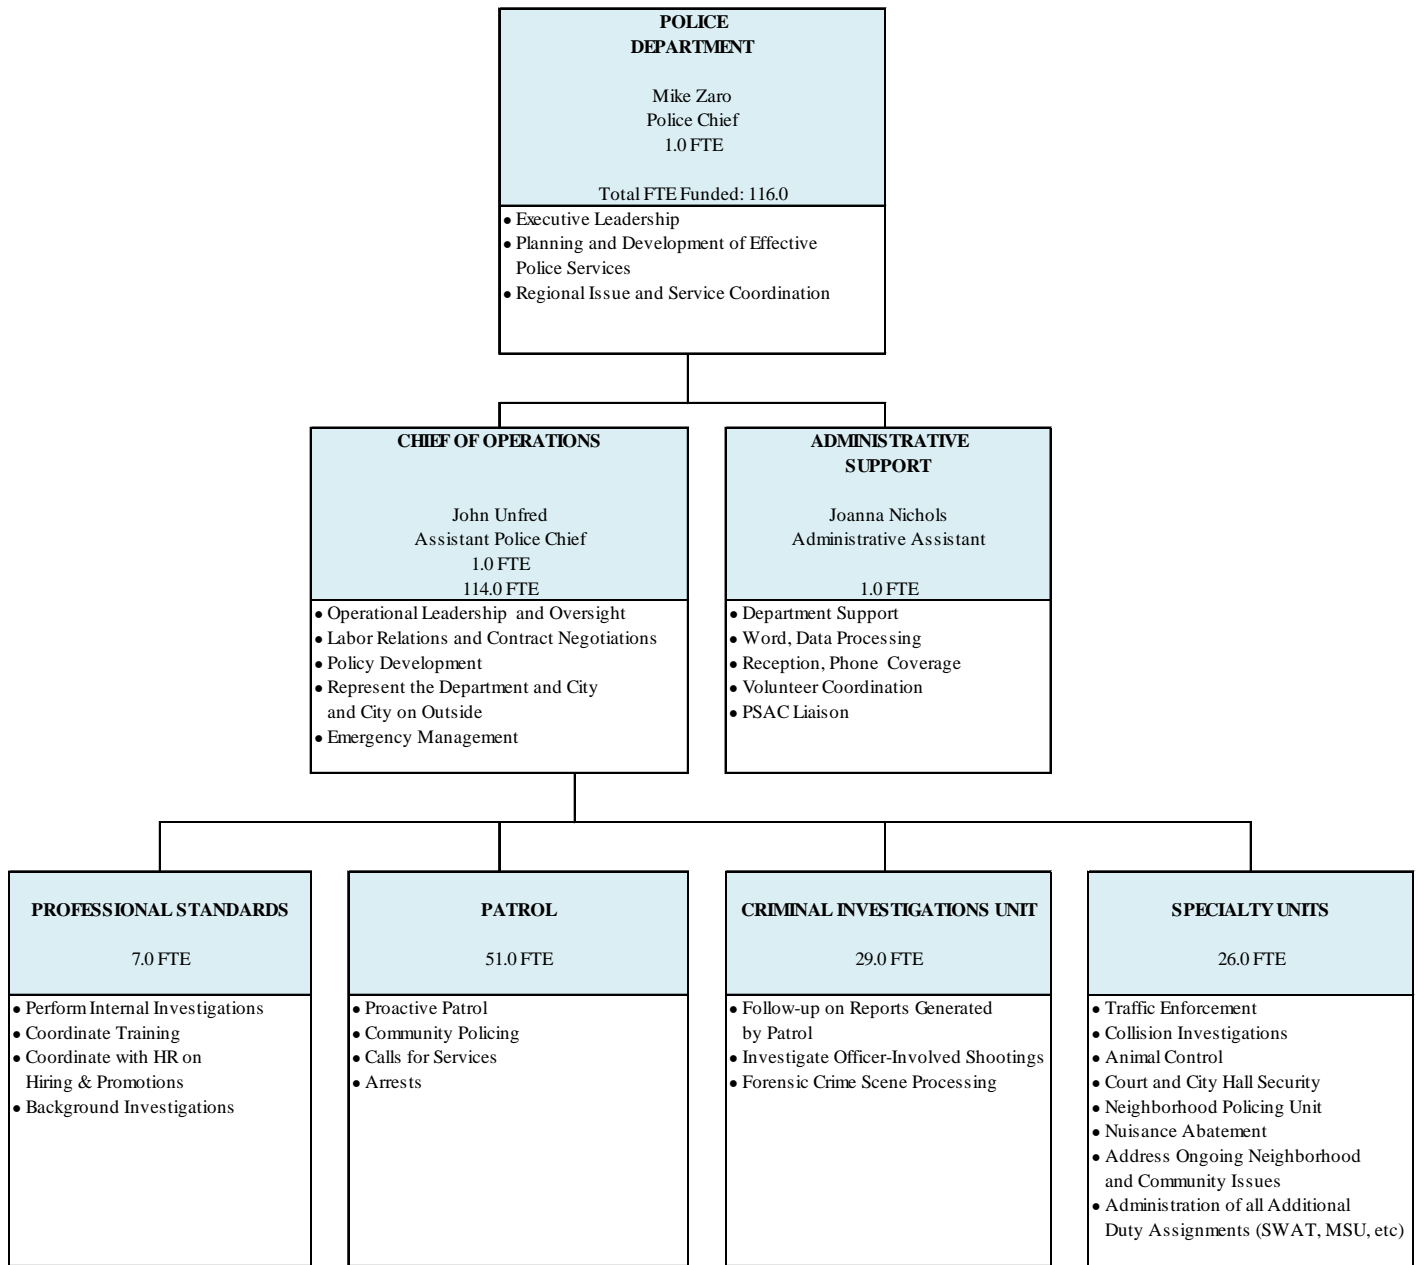 POLICE
DEPARTMENT
Mike Zaro
Police Chief
1.0 FTE
Total FTE Funded: 116.0
• Executive Leadership
• Planning and Development of Effective
Police Services
• Regional Issue and Service Coordination
CHIEF OF OPERATIONS
John Unfred
Assistant Police Chief
1.0 FTE
114.0 FTE
• Operational Leadership and Oversight
• Labor Relations and Contract Negotiations
• Policy Development
• Represent the Department and City
and City on Outside
• Emergency Management
ADMINISTRATIVE
SUPPORT
Joanna Nichols
Administrative Assistant
1.0 FTE
• Department Support
• Word, Data Processing
• Reception, Phone Coverage
• Volunteer Coordination
• PSAC Liaison
PROFESSIONAL STANDARDS
7.0 FTE
• Perform Internal Investigations
• Coordinate Training
• Coordinate with HR on
Hiring & Promotions
• Background Investigations
PATROL
51.0 FTE
• Proactive Patrol
• Community Policing
• Calls for Services
• Arrests
CRIMINAL INVESTIGATIONS UNIT
29.0 FTE
• Follow-up on Reports Generated
by Patrol
• Investigate Officer-Involved Shootings
• Forensic Crime Scene Processing
SPECIALTY UNITS
26.0 FTE
• Traffic Enforcement
• Collision Investigations
• Animal Control
• Court and City Hall Security
• Neighborhood Policing Unit
• Nuisance Abatement
• Address Ongoing Neighborhood
and Community Issues
• Administration of all Additional
Duty Assignments (SWAT, MSU, etc)